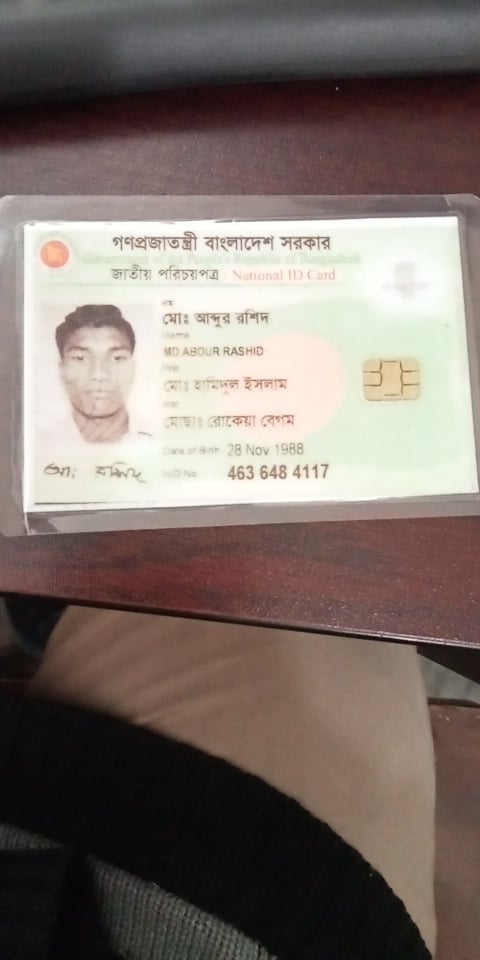 গণপ্রজাতন্ত্রী বাংলাদেশ সরকার
Government of the People's Republic of Bangladesh
জাতীয় পরিচয়পত্র / National ID Card
নাম
মোঃ আব্দুর রশিদ
Name
MD ABDUR RASHID
পিতা
মোঃ হামিদুল ইসলাম
মাতা
মোছাঃ রোকেয়া বেগম
Date of Birth 28 Nov 1988
NID No. 463 648 4117
আঃ রশিদ